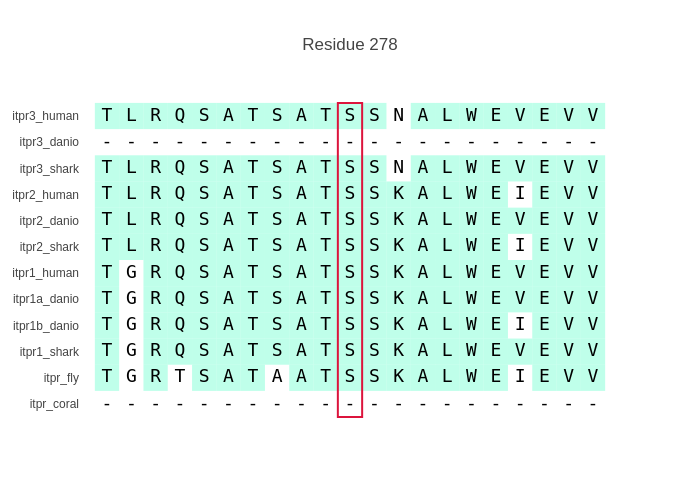 Residue 278
itpr3_human T L R Q S A T S A T S S N A L W E V E V V
itpr3_danio - - - - - - - - - - - - - - - - - - - - -
itpr3_shark T L R Q S A T S A T S S N A L W E V E V V
itpr2_human T L R Q S A T S A T S S K A L W E I E V V
itpr2_danio T L R Q S A T S A T S S K A L W E V E V V
itpr2_shark T L R Q S A T S A T S S K A L W E I E V V
itpr1_human T G R Q S A T S A T S S K A L W E V E V V
itpr1a_danio T G R Q S A T S A T S S K A L W E V E V V
itpr1b_danio T G R Q S A T S A T S S K A L W E I E V V
itpr1_shark T G R Q S A T S A T S S K A L W E V E V V
itpr_fly T G R T S A T A A T S S K A L W E I E V V
itpr_coral - - - - - - - - - - - - - - - - - - - - -